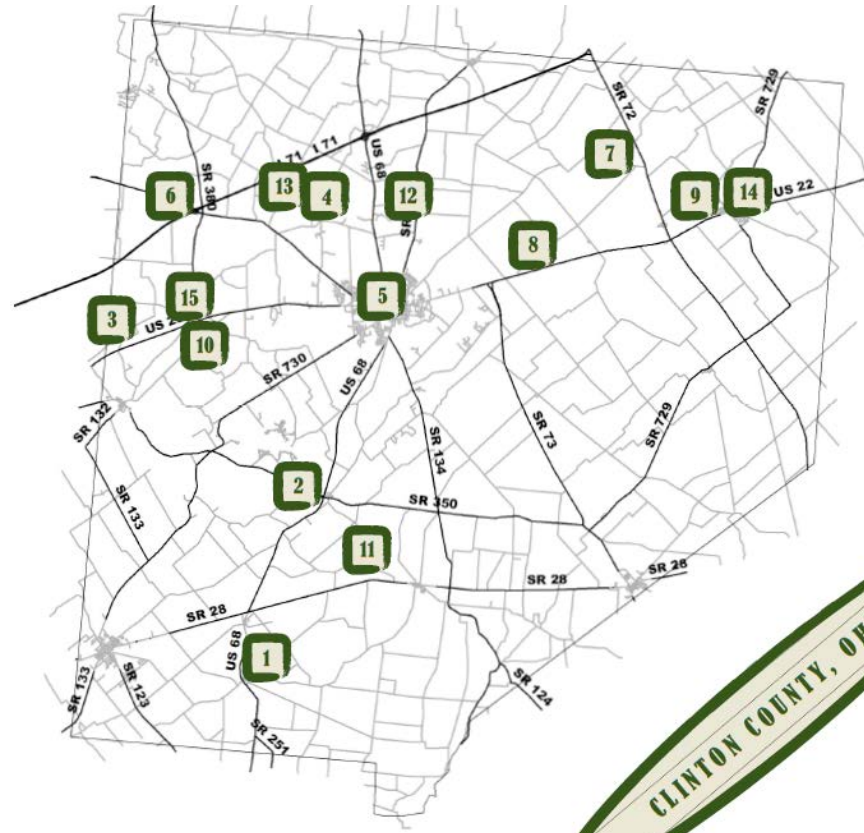 SR 729
SR 72
I 71
I 71
US 68
SR 380
7
13
6
4
12
9
14
US 22
SR
8
15
5
3
US 2
10
SR 730
US 68
SR 132
SR 729
SR 73
SR 134
2
SR 350
SR 133
11
SR 28
SR 28
SR 28
US 68
1
SR 133
SR 123
SR 124
SR 251
CLINTON COUNTY, OH